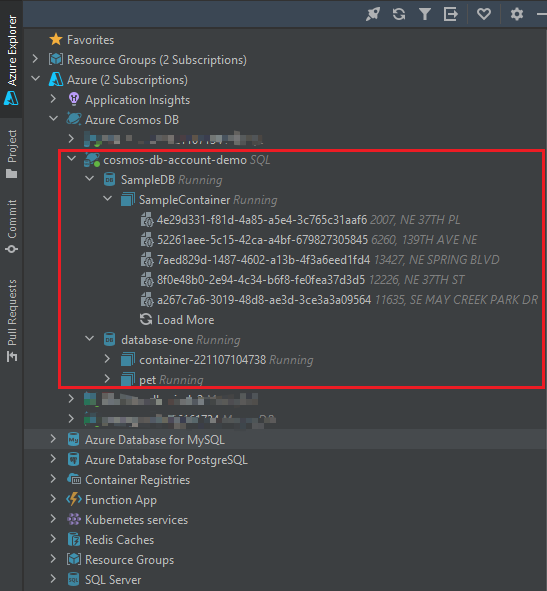 Azure Explorer
Project
Commit
Pull Requests
Favorites
Resource Groups (2 Subscriptions)
Azure (2 Subscriptions)
Application Insights
Azure Cosmos DB
cosmos-db-account-demo SQL
SampleDB Running
SampleContainer Running
4e29d331-f81d-4a85-a5e4-3c765c31aaf6 2007, NE 37TH PL
52261aee-5c15-42ca-a4bf-679827305845 6260, 139TH AVE NE
7aed829d-1487-4602-a13b-4f3a6eed1fd4 13427, NE SPRING BLVD
8f0e48b0-2e94-4c34-b6f8-fe0fea37d3d5 12226, NE 37TH ST
a267c7a6-3019-48d8-ae3d-3ce3a3a09564 11635, SE MAY CREEK PARK DR
Load More
database-one Running
container-221107104738 Running
pet Running
Azure Database for MySQL
Azure Database for PostgreSQL
Container Registries
Function App
Kubernetes services
Redis Caches
Resource Groups
SQL Server